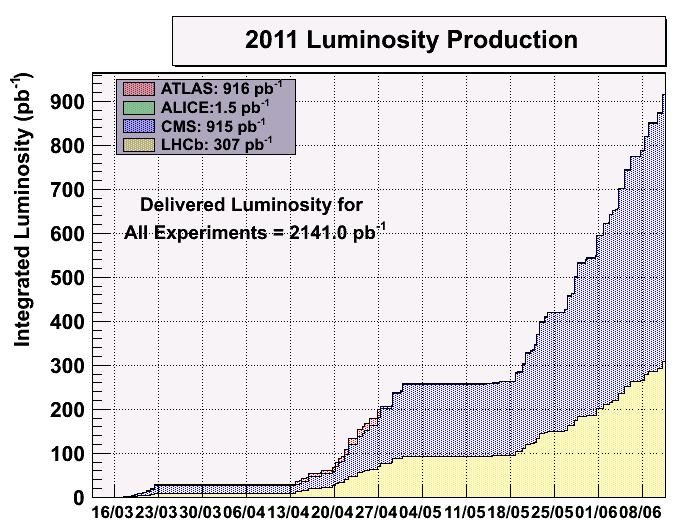 2011 Luminosity Production
Integrated Luminosity (pb⁻¹)
ATLAS: 916 pb⁻¹
ALICE:1.5 pb⁻¹
CMS: 915 pb⁻¹
LHCb: 307 pb⁻¹
Delivered Luminosity for
All Experiments = 2141.0 pb⁻¹
900
800
700
600
500
400
300
200
100
0
16/03 23/03 30/03 06/04 13/04 20/04 27/04 04/05 11/05 18/05 25/05 01/06 08/06